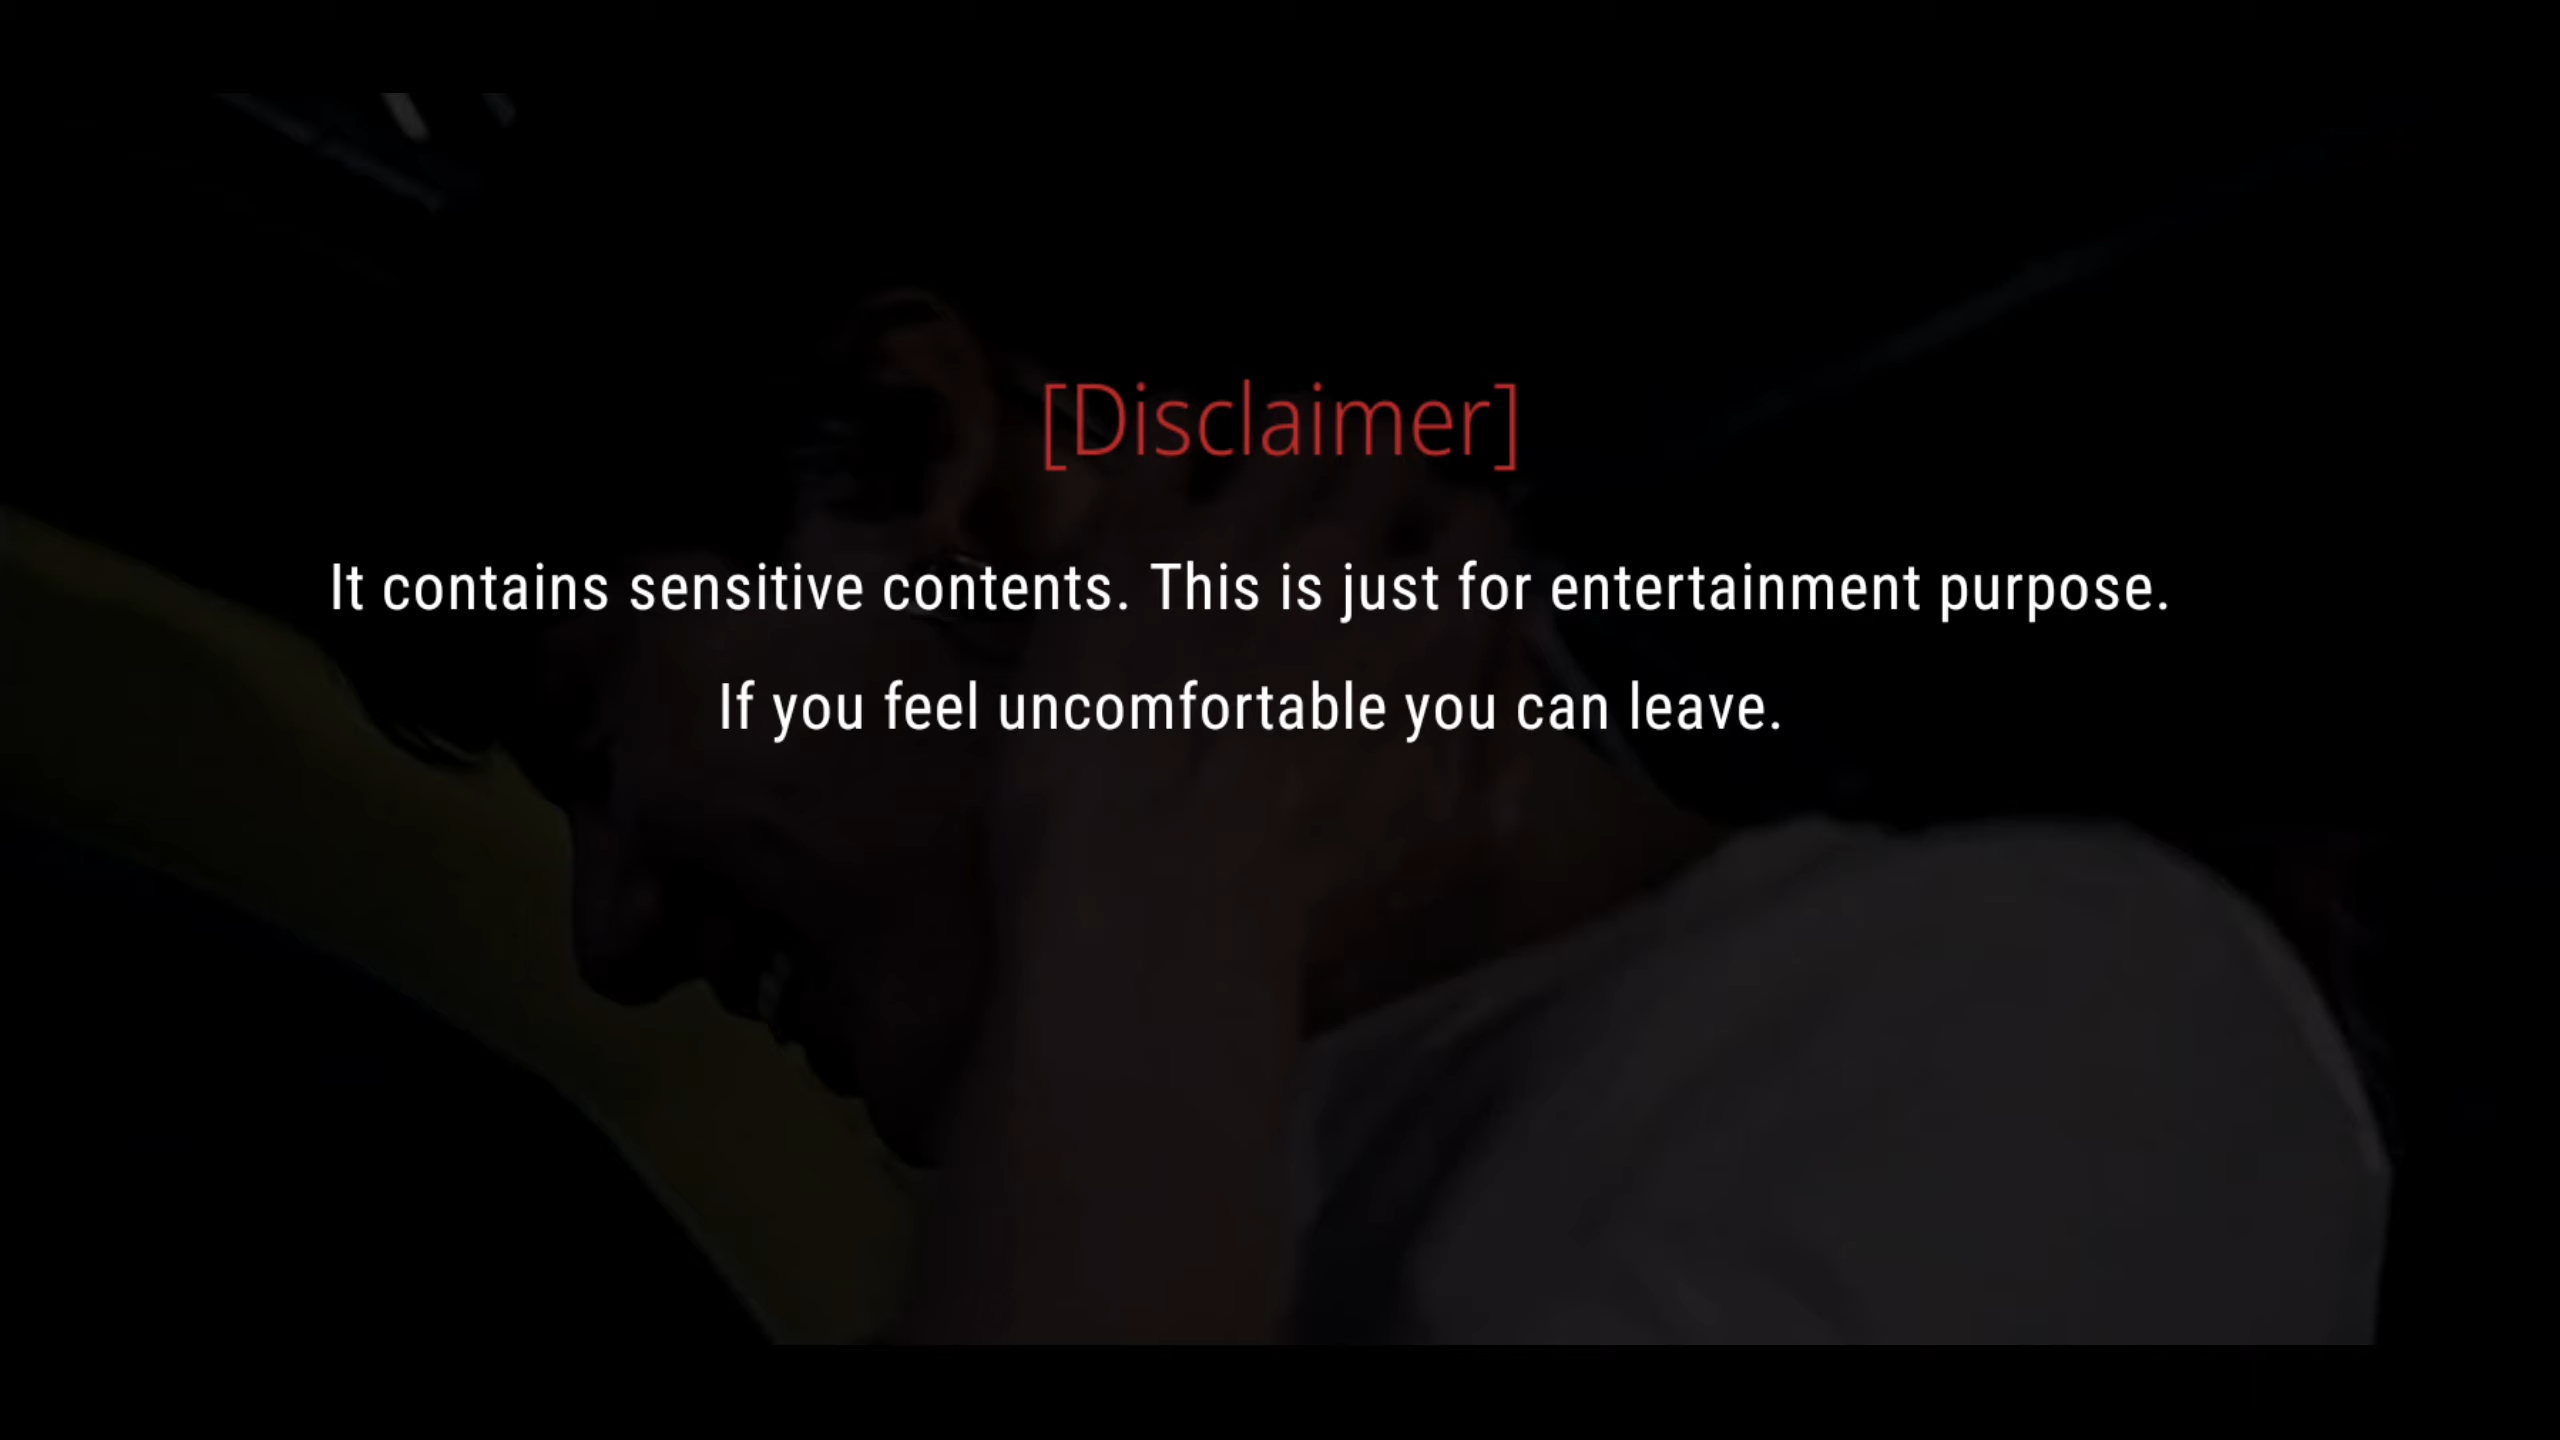 [Disclaimer]
It contains sensitive contents. This is just for entertainment purpose.
If you feel uncomfortable you can leave.